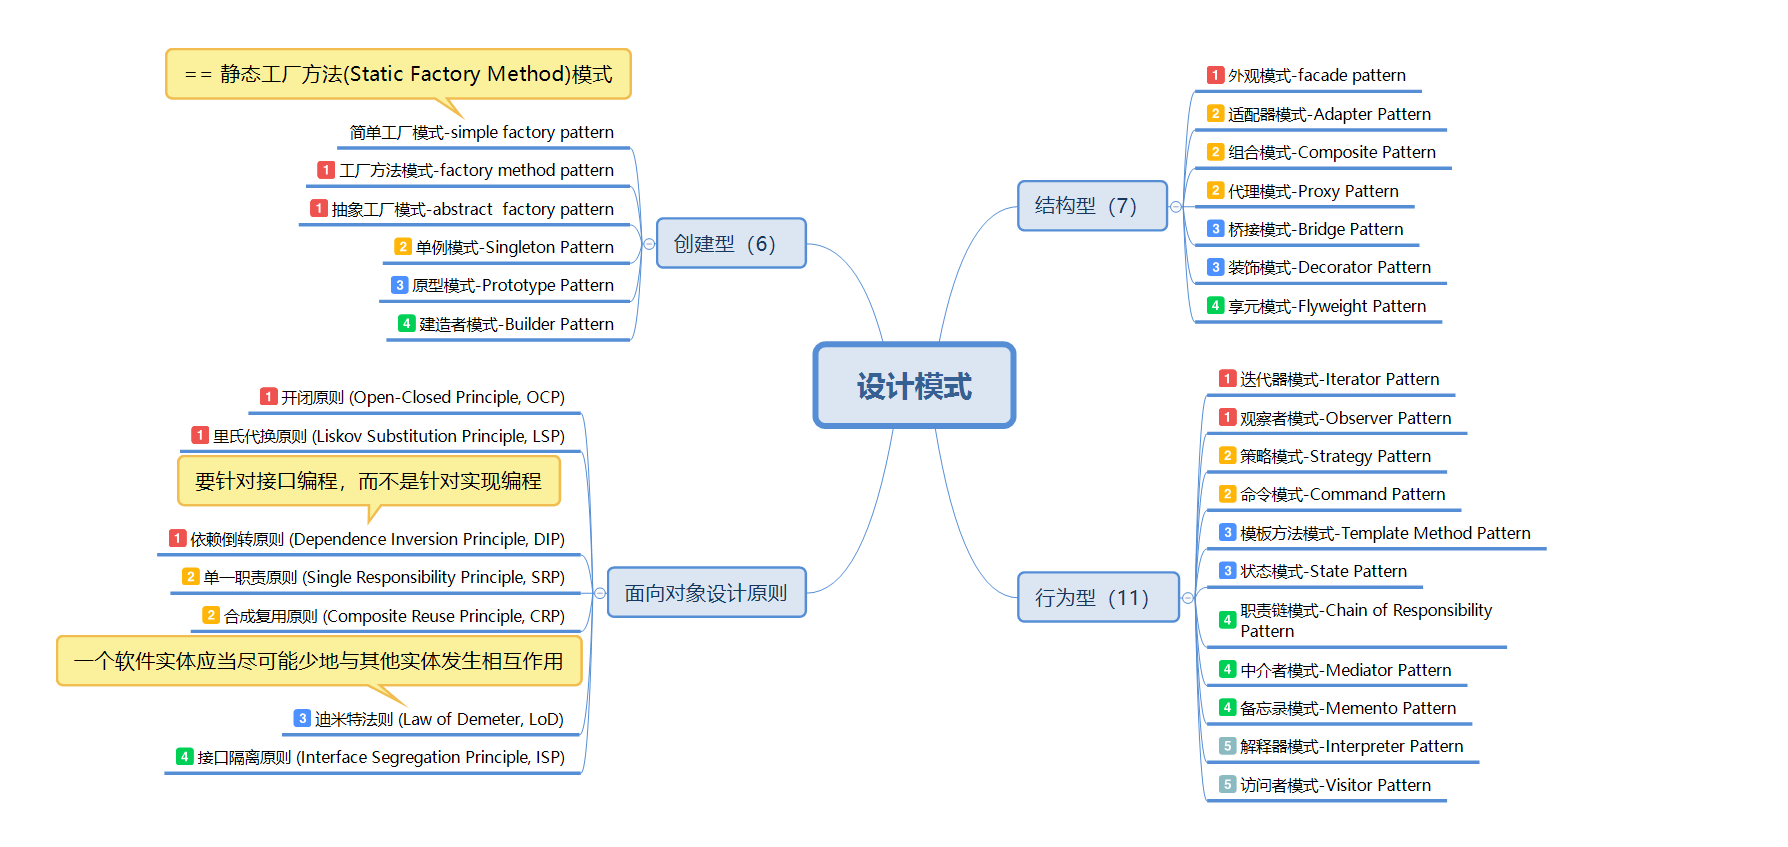 设计模式
创建型（6）
== 静态工厂方法(Static Factory Method)模式
简单工厂模式-simple factory pattern
1 工厂方法模式-factory method pattern
1 抽象工厂模式-abstract  factory pattern
2 单例模式-Singleton Pattern
3 原型模式-Prototype Pattern
4 建造者模式-Builder Pattern
面向对象设计原则
1 开闭原则 (Open-Closed Principle, OCP)
1 里氏代换原则 (Liskov Substitution Principle, LSP)
要针对接口编程，而不是针对实现编程
1 依赖倒转原则 (Dependence Inversion Principle, DIP)
2 单一职责原则 (Single Responsibility Principle, SRP)
2 合成复用原则 (Composite Reuse Principle, CRP)
一个软件实体应当尽可能少地与其他实体发生相互作用
3 迪米特法则 (Law of Demeter, LoD)
4 接口隔离原则 (Interface Segregation Principle, ISP)
结构型（7）
1 外观模式-facade pattern
2 适配器模式-Adapter Pattern
2 组合模式-Composite Pattern
2 代理模式-Proxy Pattern
3 桥接模式-Bridge Pattern
3 装饰模式-Decorator Pattern
4 享元模式-Flyweight Pattern
行为型（11）
1 迭代器模式-Iterator Pattern
1 观察者模式-Observer Pattern
2 策略模式-Strategy Pattern
2 命令模式-Command Pattern
3 模板方法模式-Template Method Pattern
3 状态模式-State Pattern
4 职责链模式-Chain of Responsibility
Pattern
4 中介者模式-Mediator Pattern
4 备忘录模式-Memento Pattern
5 解释器模式-Interpreter Pattern
5 访问者模式-Visitor Pattern